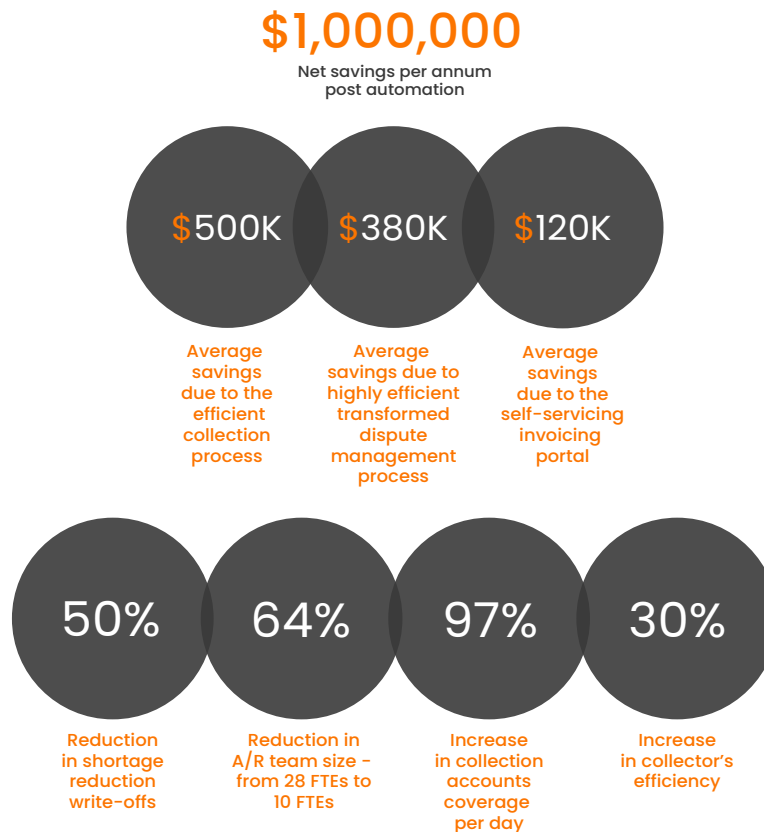 $1,000,000
Net savings per annum
post automation
$500K
$380K
$120K
Average
savings
due to the
efficient
collection
process
Average
savings due to
highly efficient
transformed
dispute
management
process
Average
savings
due to the
self-servicing
invoicing
portal
50%
64%
97%
30%
Reduction
in shortage
reduction
write-offs
Reduction in
A/R team size -
from 28 FTEs to
10 FTEs
Increase
in collection
accounts
coverage
per day
Increase
in collector's
efficiency